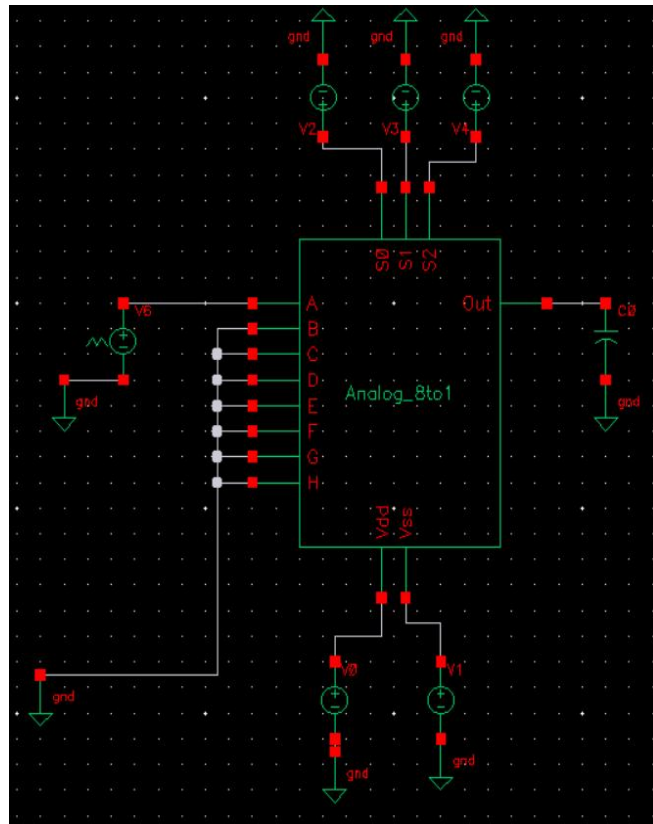 gnd gnd gnd
V2 V3 V4
S0 S1 S2
V6 A Out C0
B
C
D
gnd gnd
E Analog_8to1
F
G
H
Vdd Vss
V0 V1
gnd
gnd gnd